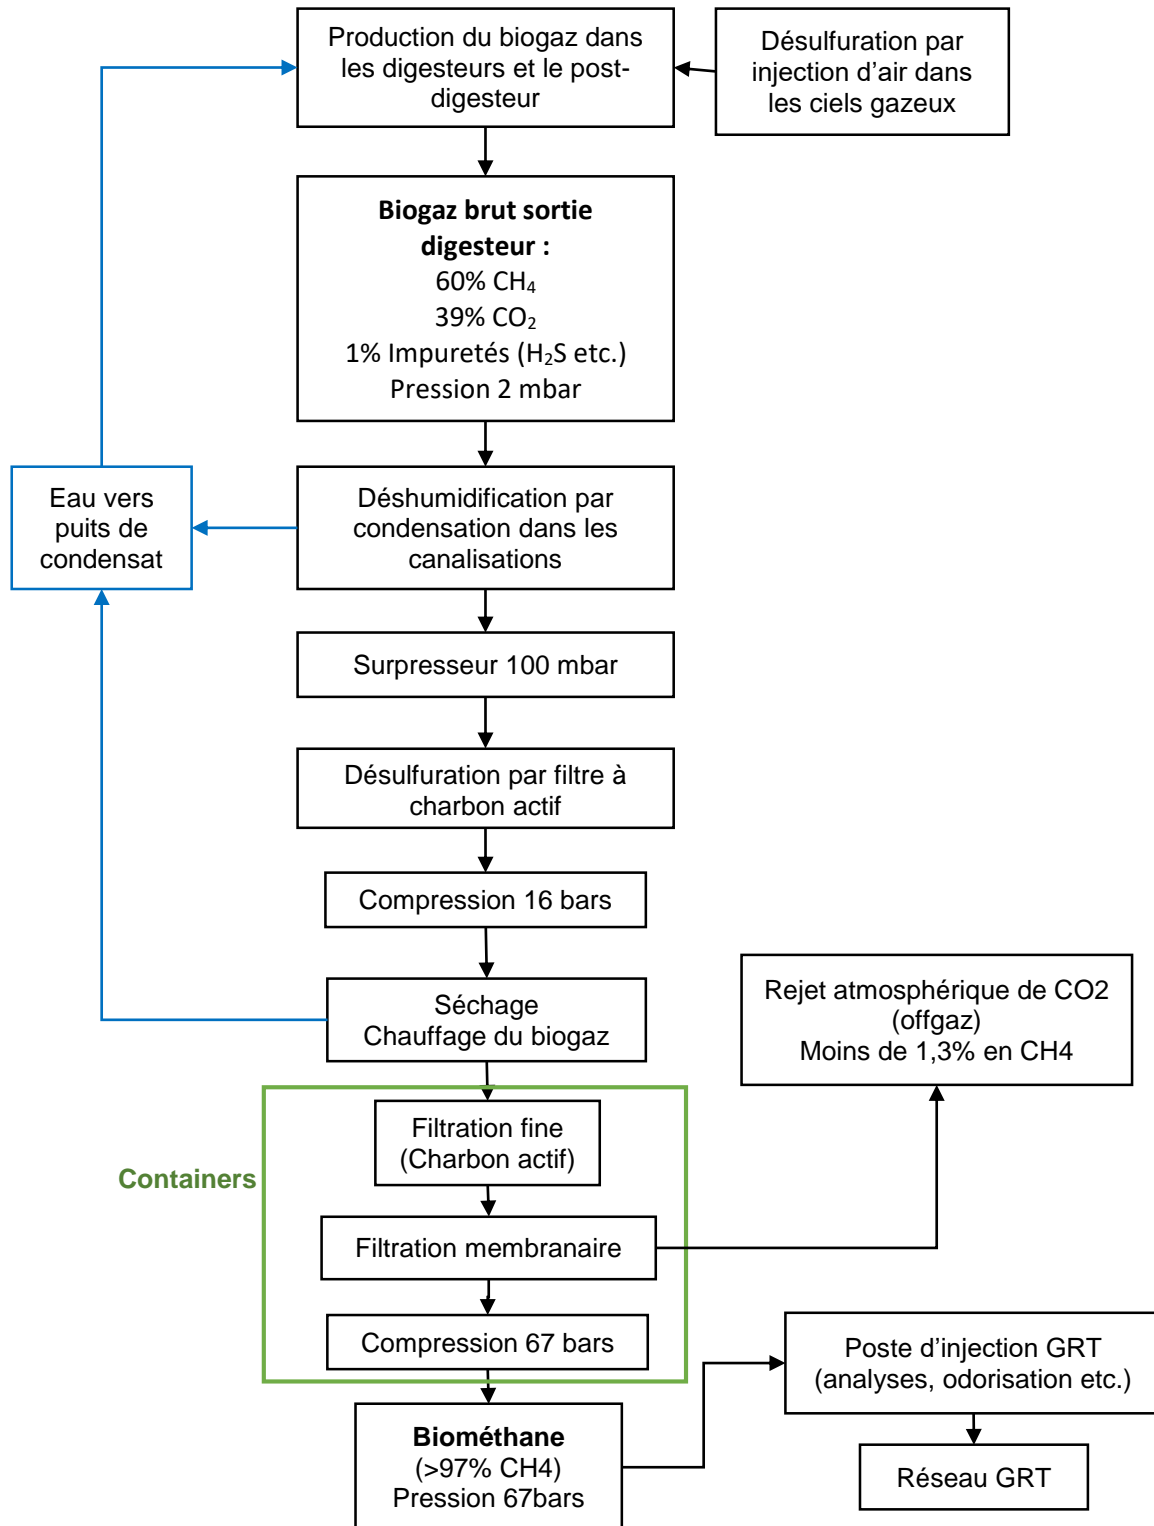 Production du biogaz dans
les digesteurs et le post-
digesteur
Désulfuration par
injection d’air dans
les ciels gazeux
Biogaz brut sortie
digesteur :
60% CH₄
39% CO₂
1% Impuretés (H₂S etc.)
Pression 2 mbar
Eau vers
puits de
condensat
Déshumidification par
condensation dans les
canalisations
Surpresseur 100 mbar
Désulfuration par filtre à
charbon actif
Compression 16 bars
Séchage
Chauffage du biogaz
Rejet atmosphérique de CO2
(offgaz)
Moins de 1,3% en CH4
Containers
Filtration fine
(Charbon actif)
Filtration membranaire
Compression 67 bars
Poste d’injection GRT
(analyses, odorisation etc.)
Biométhane
(>97% CH4)
Pression 67bars
Réseau GRT